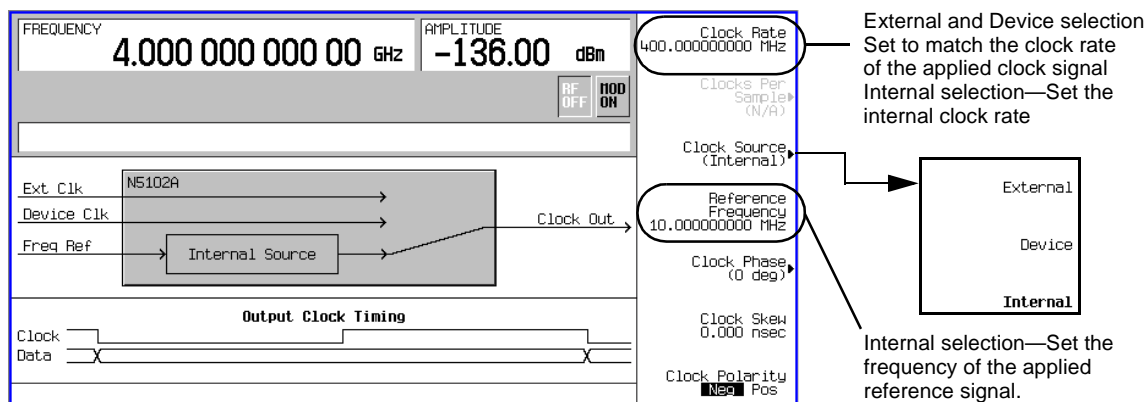 FREQUENCY
4.000 000 000 00 GHz
AMPLITUDE
-136.00 dBm
RF
OFF
MOD
ON
Clock Rate
400.000000000 MHz
Clocks Per
Sample
(N/A)
Clock Source
(Internal)
Reference
Frequency
10.000000000 MHz
Clock Phase
(0 deg)
Clock Skew
0.000 nsec
Clock Polarity
Neg Pos
Ext Clk
Device Clk
Freq Ref
N5102A
Internal Source
Clock Out
Output Clock Timing
Clock
Data
External and Device selection
Set to match the clock rate
of the applied clock signal
Internal selection—Set the
internal clock rate
External
Device
Internal
Internal selection—Set the
frequency of the applied
reference signal.